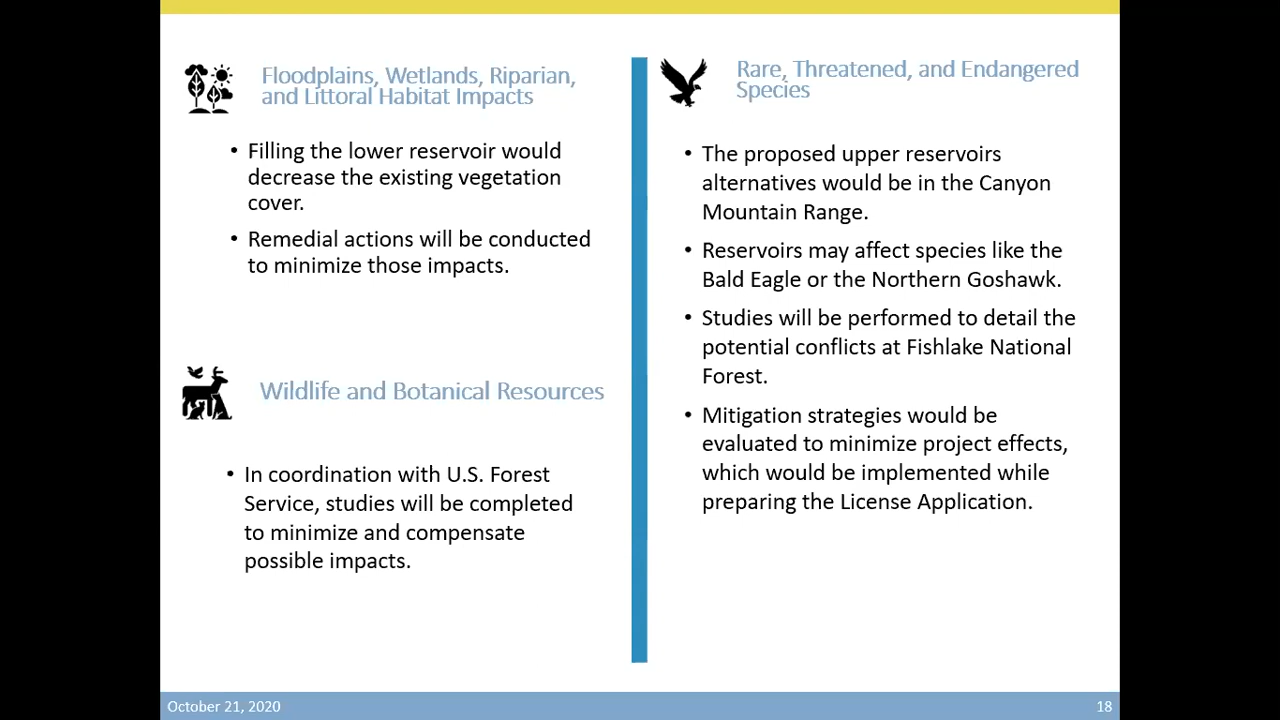 Floodplains, Wetlands, Riparian,
and Littoral Habitat Impacts
• Filling the lower reservoir would
decrease the existing vegetation
cover.
• Remedial actions will be conducted
to minimize those impacts.
Wildlife and Botanical Resources
• In coordination with U.S. Forest
Service, studies will be completed
to minimize and compensate
possible impacts.
Rare, Threatened, and Endangered
Species
• The proposed upper reservoirs
alternatives would be in the Canyon
Mountain Range.
• Reservoirs may affect species like the
Bald Eagle or the Northern Goshawk.
• Studies will be performed to detail the
potential conflicts at Fishlake National
Forest.
• Mitigation strategies would be
evaluated to minimize project effects,
which would be implemented while
preparing the License Application.
October 21, 2020
18